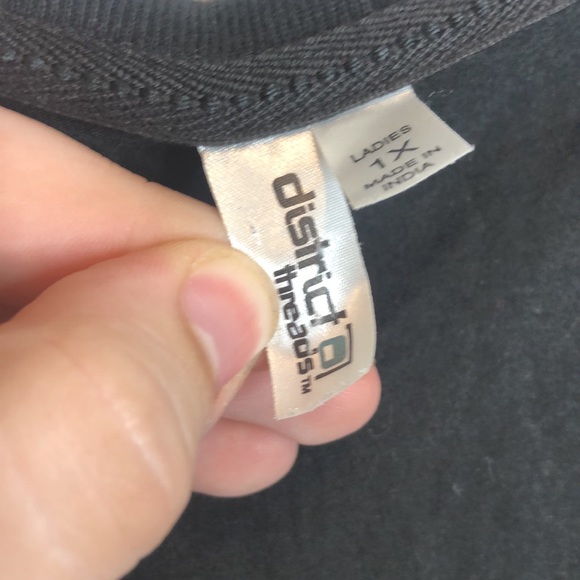 district
threads™
LADIES
1X
MADE IN
INDIA